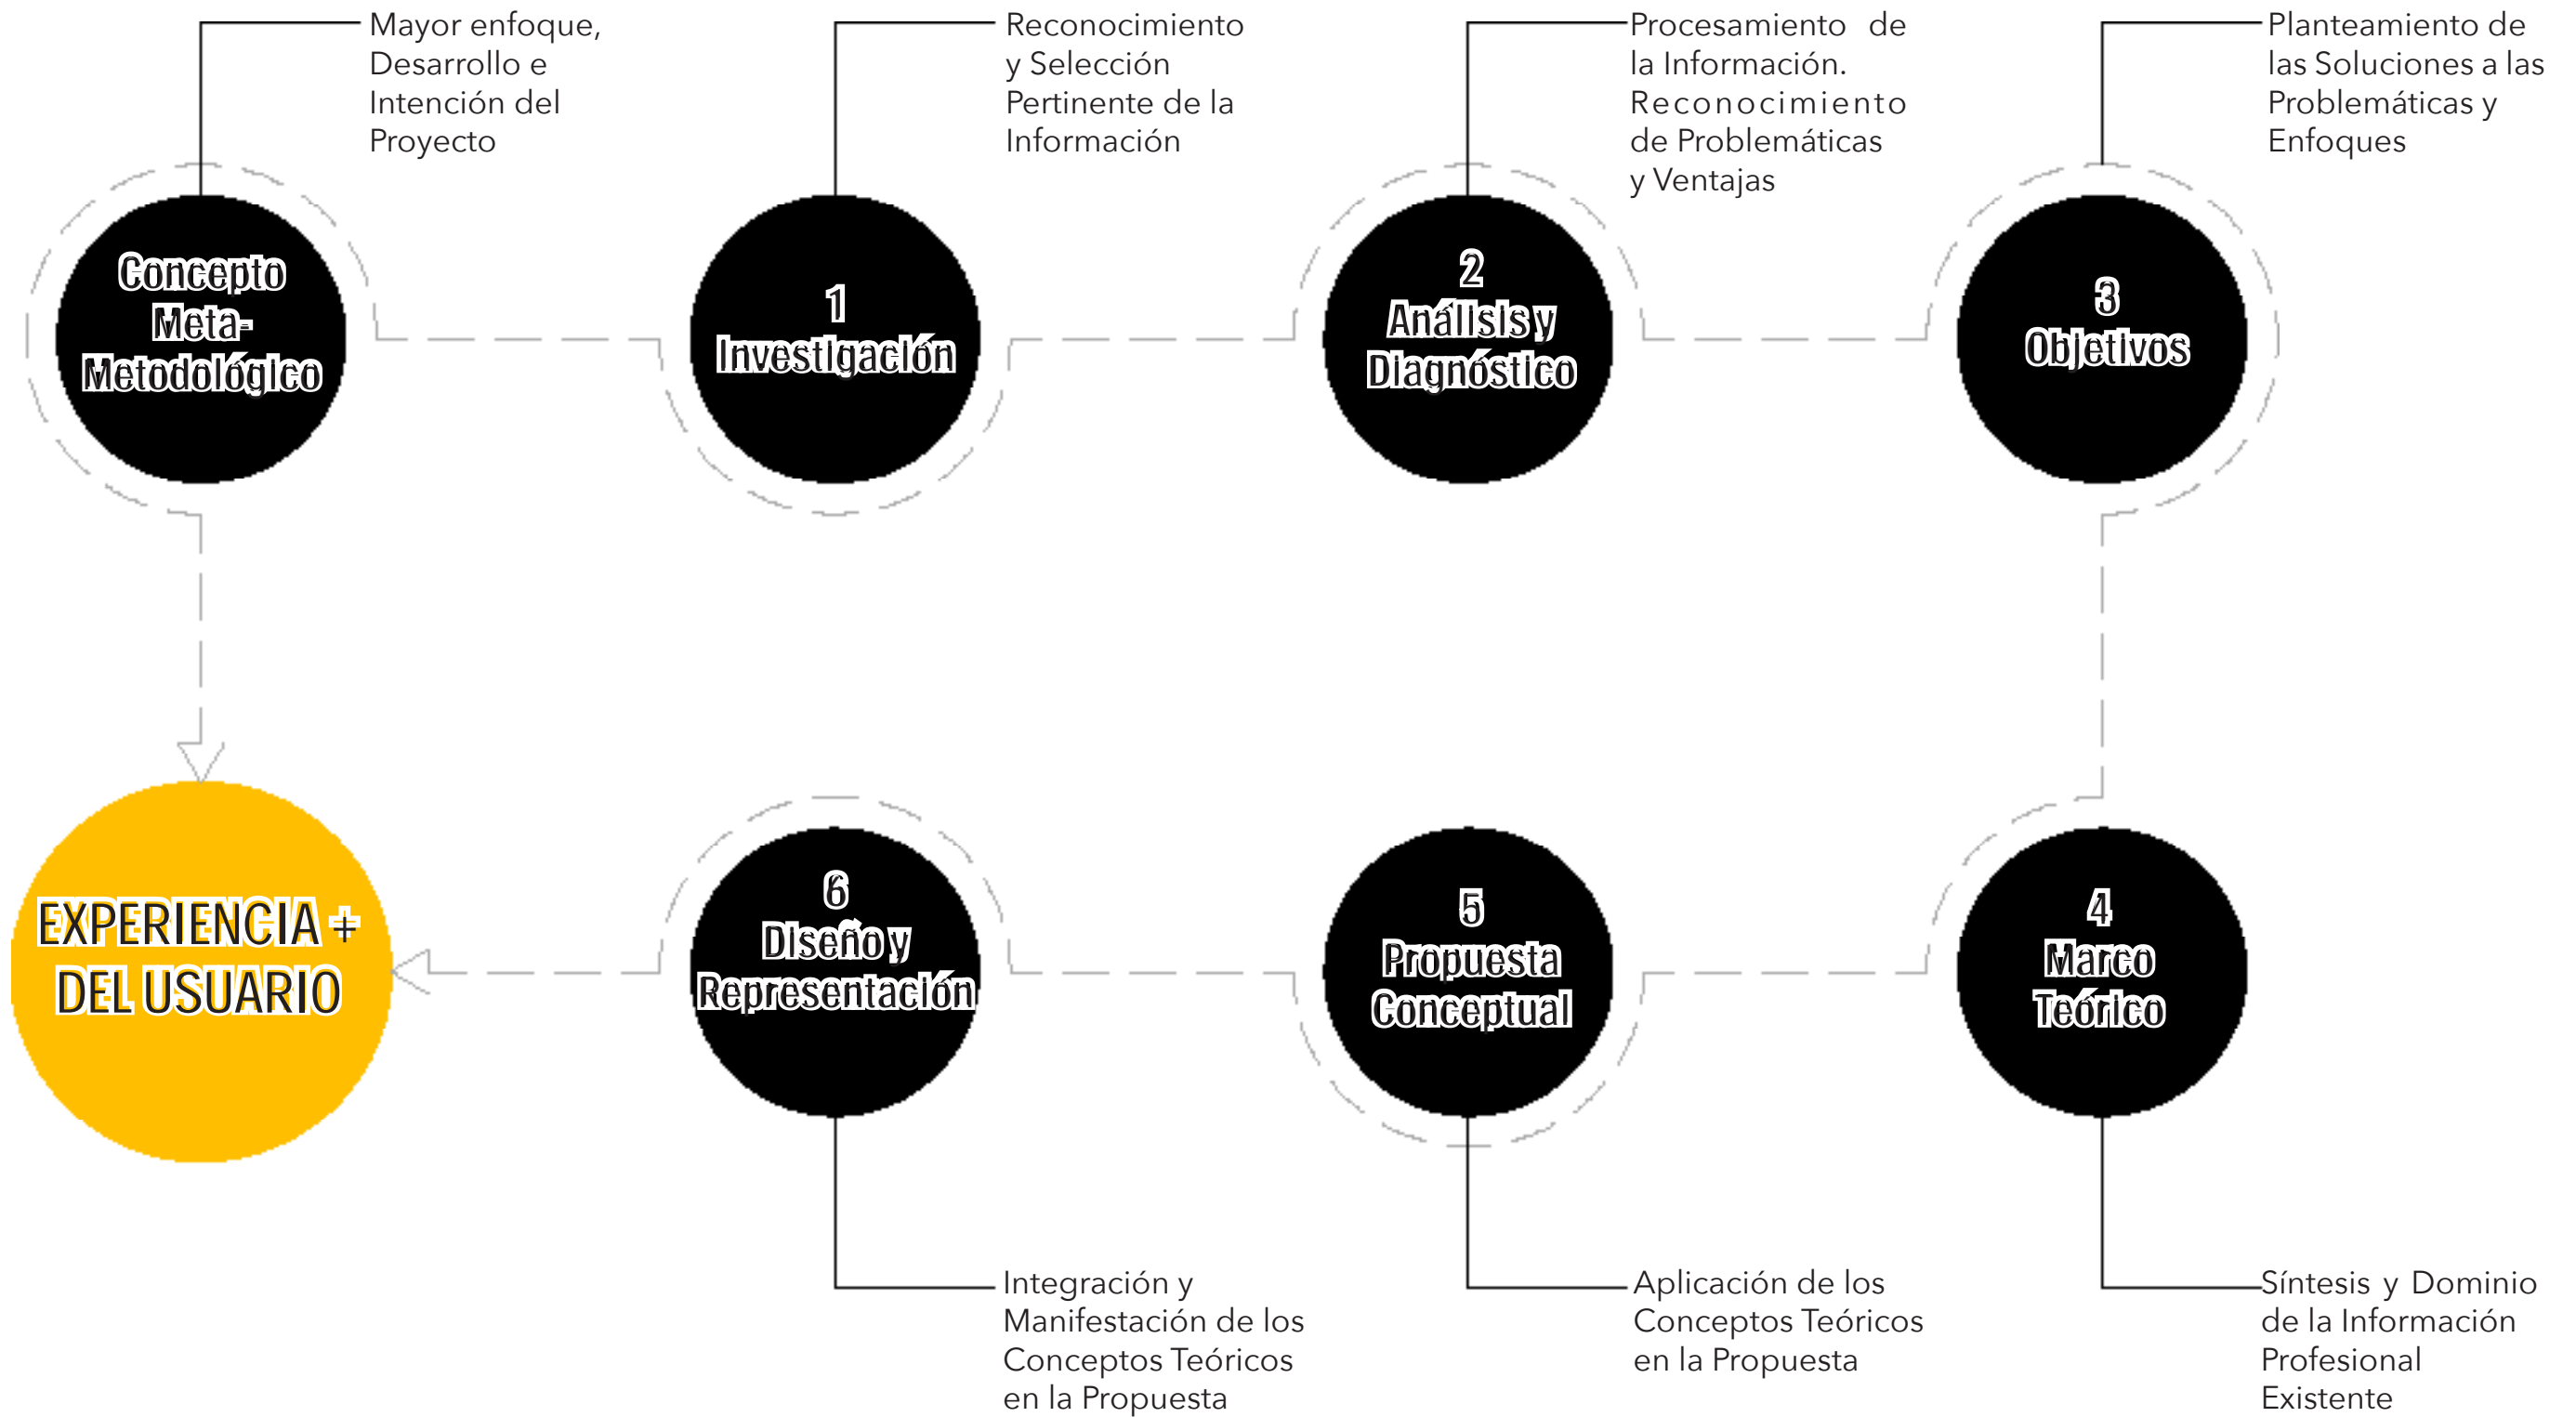 Mayor enfoque,
Desarrollo e
Intención del
Proyecto
Reconocimiento
y Selección
Pertinente de la
Información
Procesamiento de
la Información.
Reconocimiento
de Problemáticas
y Ventajas
Planteamiento de
las Soluciones a las
Problemáticas y
Enfoques
Concepto
Meta-
Metodológico
1
Investigación
2
Análisis y
Diagnóstico
3
Objetivos
EXPERIENCIA +
DEL USUARIO
6
Diseño y
Representación
5
Propuesta
Conceptual
4
Marco
Teórico
Integración y
Manifestación de los
Conceptos Teóricos
en la Propuesta
Aplicación de los
Conceptos Teóricos
en la Propuesta
Síntesis y Dominio
de la Información
Profesional
Existente